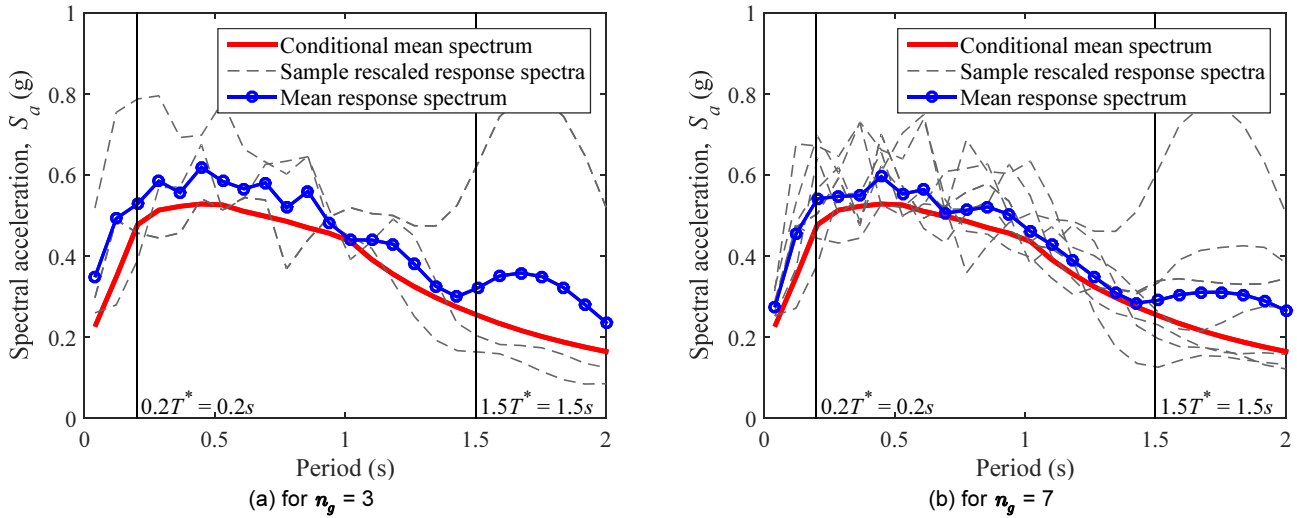 1
0.8
0.6
0.4
0.2
0
Spectral acceleration, S_a (g)
Conditional mean spectrum
Sample rescaled response spectra
Mean response spectrum
0.2T* = 0.2s
1.5T* = 1.5s
0 0.5 1 1.5 2
Period (s)
(a) for n_g = 3
1
0.8
0.6
0.4
0.2
0
Spectral acceleration, S_a (g)
Conditional mean spectrum
Sample rescaled response spectra
Mean response spectrum
0.2T* = 0.2s
1.5T* = 1.5s
0 0.5 1 1.5 2
Period (s)
(b) for n_g = 7